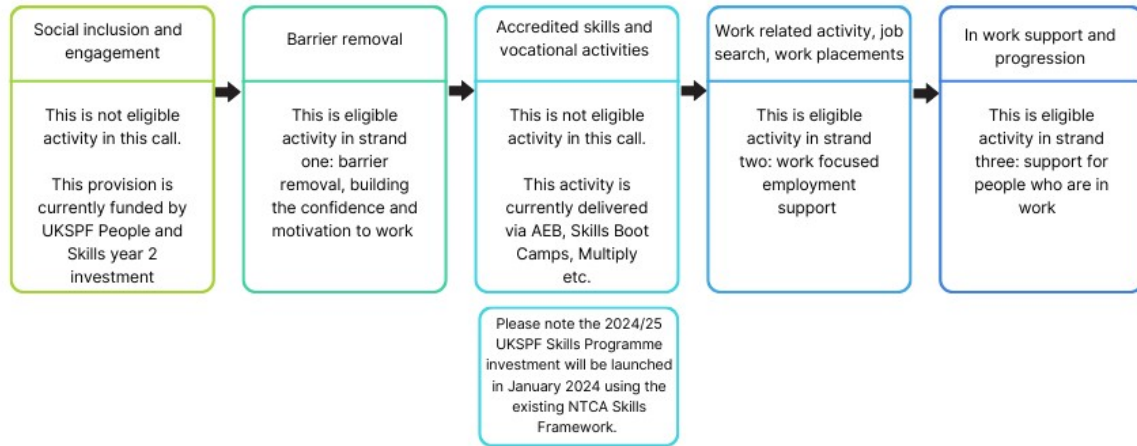 Social inclusion and
engagement
This is not eligible
activity in this call.
This provision is
currently funded by
UKSPF People and
Skills year 2
investment
Barrier removal
This is eligible
activity in strand
one: barrier
removal, building
the confidence and
motivation to work
Accredited skills and
vocational activities
This is not eligible
activity in this call.
This activity is
currently delivered
via AEB, Skills Boot
Camps, Multiply
etc.
Please note the 2024/25
UKSPF Skills Programme
investment will be launched
in January 2024 using the
existing NTCA Skills
Framework.
Work related activity, job
search, work placements
This is eligible
activity in strand
two: work focused
employment
support
In work support and
progression
This is eligible
activity in strand
three: support for
people who are in
work